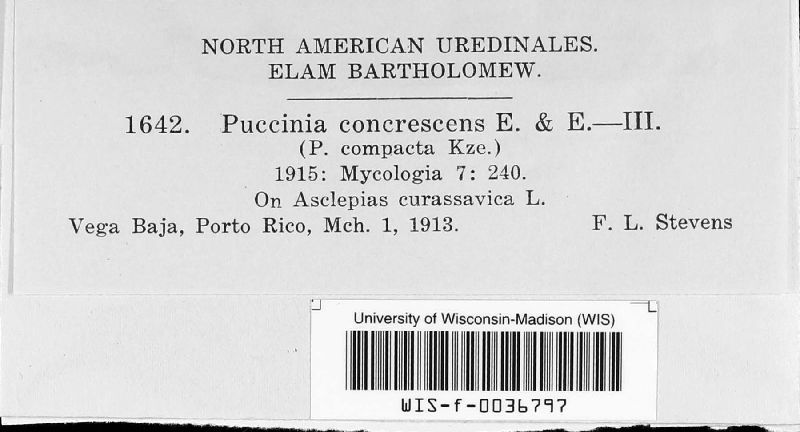 NORTH AMERICAN UREDINALES.
ELAM BARTHOLOMEW.
1642. Puccinia concrescens E. & E.—III.
(P. compacta Kze.)
1915: Mycologia 7: 240.
On Asclepias curassavica L.
Vega Baja, Porto Rico, Mch. 1, 1913. F. L. Stevens
University of Wisconsin-Madison (WIS)
WIS-f-0036797